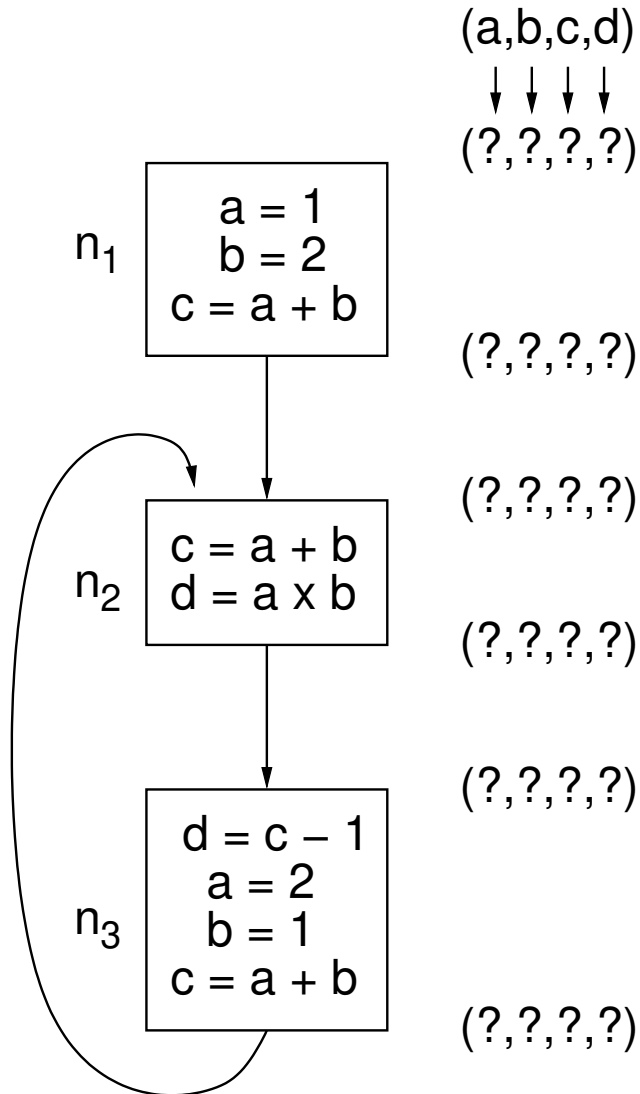 (a,b,c,d)
(?,?,?,?)
n1
a = 1
b = 2
c = a + b
(?,?,?,?)
(?,?,?,?)
n2
c = a + b
d = a x b
(?,?,?,?)
(?,?,?,?)
n3
d = c – 1
a = 2
b = 1
c = a + b
(?,?,?,?)